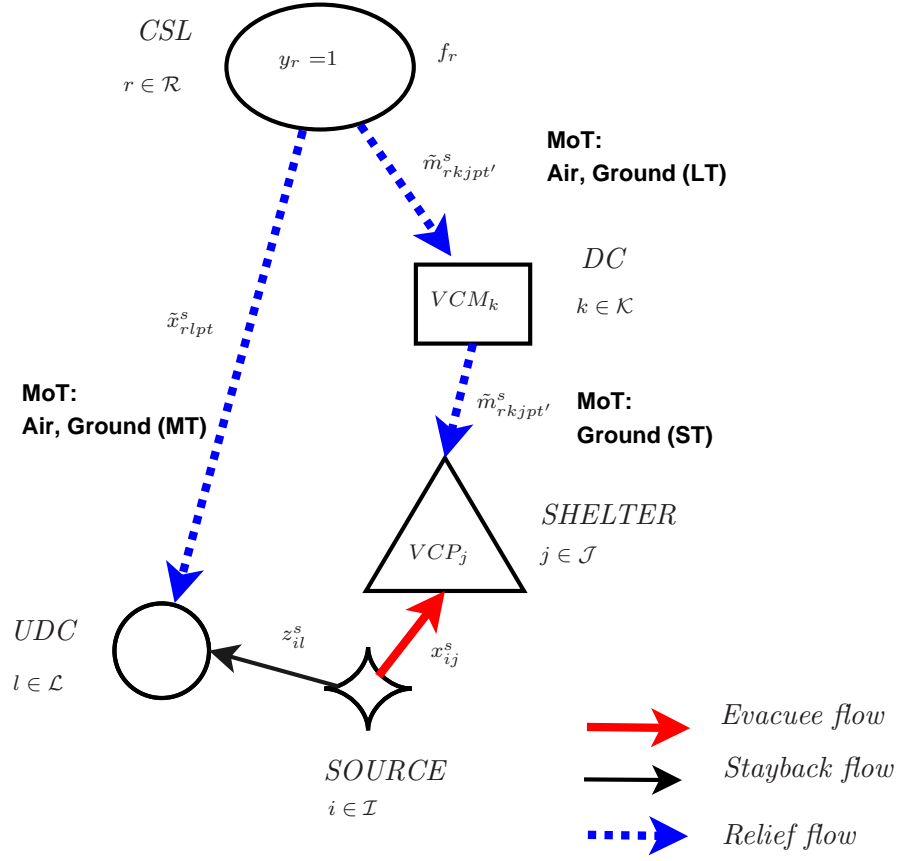 CSL
r ∈ ℛ
y_r =1
f_r
m̃^s_{rkjpt'}
MoT:
Air, Ground (LT)
DC
k ∈ 𝒦
VCM_k
x̃^s_{rlpt}
MoT:
Air, Ground (MT)
m̃^s_{rkjpt'}
MoT:
Ground (ST)
SHELTER
j ∈ 𝒥
VCP_j
UDC
l ∈ ℒ
z^s_{il}
x^s_{ij}
SOURCE
i ∈ ℐ
Evacuee flow
Stayback flow
Relief flow